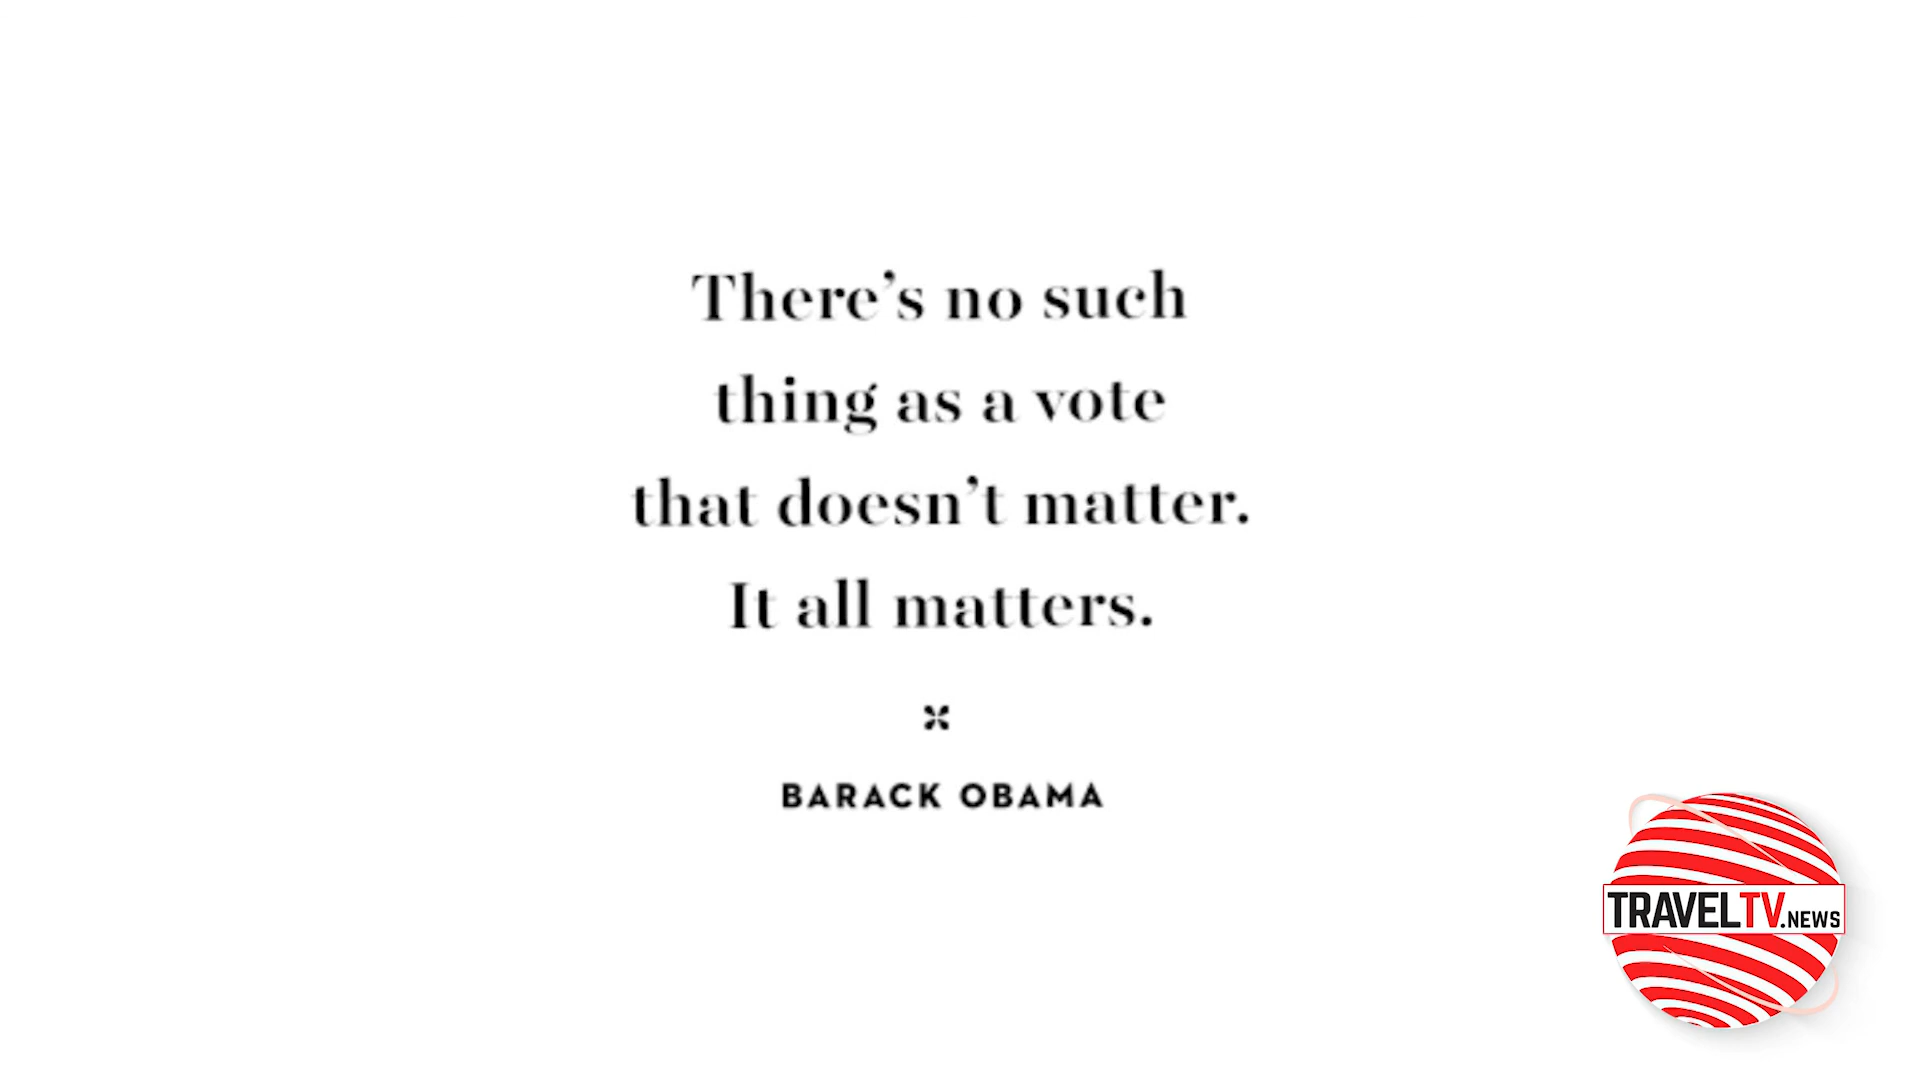 There’s no such
thing as a vote
that doesn’t matter.
It all matters.
BARACK OBAMA
TRAVELTV.NEWS